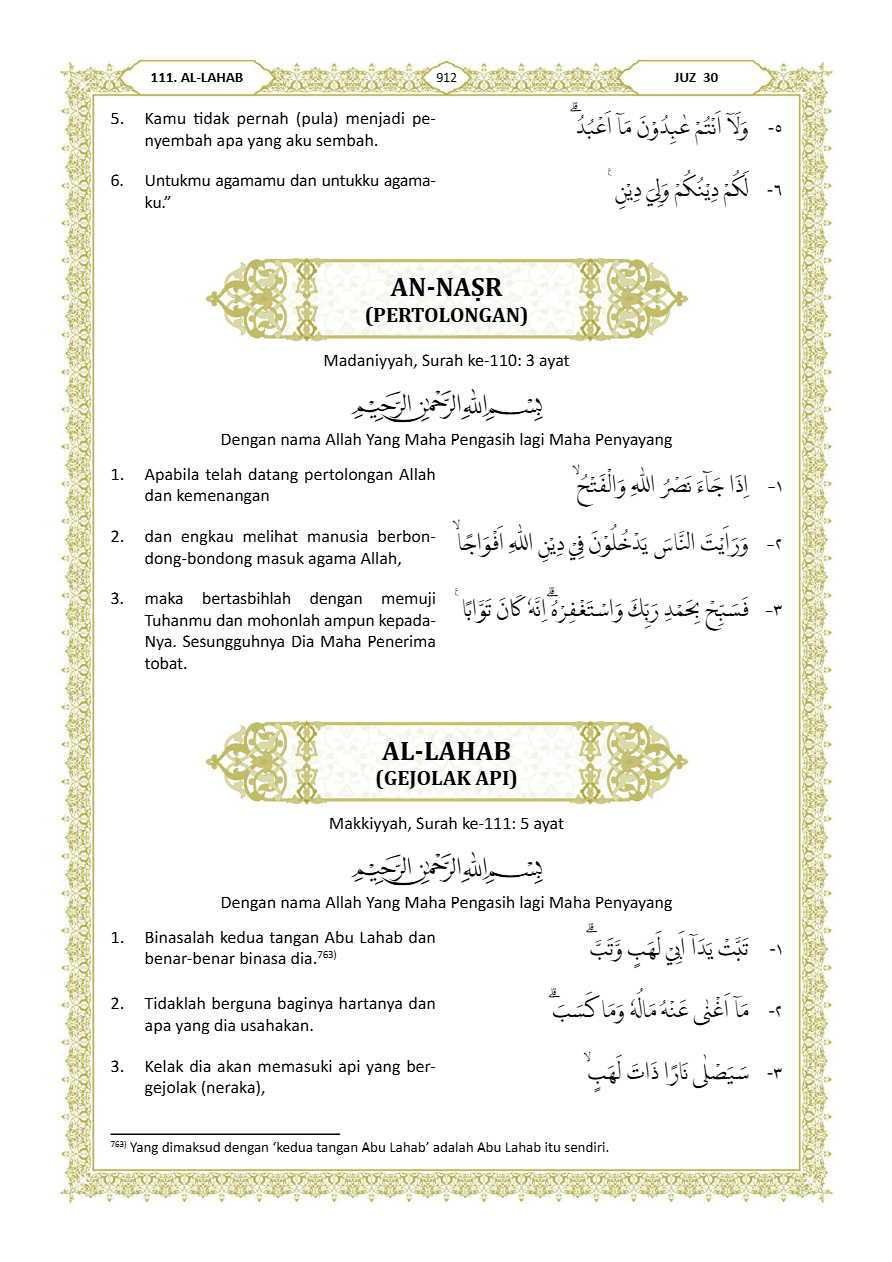 111. AL-LAHAB
912
JUZ 30
5. Kamu tidak pernah (pula) menjadi pe-
nyembah apa yang aku sembah.
٥- وَلَآ اَنْتُمْ عٰبِدُوْنَ مَآ اَعْبُدُۗ
6. Untukmu agamamu dan untukku agama-
ku.”
٦- لَكُمْ دِيْنُكُمْ وَلِيَ دِيْنِ ࣖ
AN-NAṢR
(PERTOLONGAN)
Madaniyyah, Surah ke-110: 3 ayat
بِسْمِ اللّٰهِ الرَّحْمٰنِ الرَّحِيْمِ
Dengan nama Allah Yang Maha Pengasih lagi Maha Penyayang
1. Apabila telah datang pertolongan Allah
dan kemenangan
١- اِذَا جَاۤءَ نَصْرُ اللّٰهِ وَالْفَتْحُۙ
2. dan engkau melihat manusia berbon-
dong-bondong masuk agama Allah,
٢- وَرَاَيْتَ النَّاسَ يَدْخُلُوْنَ فِيْ دِيْنِ اللّٰهِ اَفْوَاجًاۙ
3. maka bertasbihlah dengan memuji
Tuhanmu dan mohonlah ampun kepada-
Nya. Sesungguhnya Dia Maha Penerima
tobat.
٣- فَسَبِّحْ بِحَمْدِ رَبِّكَ وَاسْتَغْفِرْهُۗ اِنَّهٗ كَانَ تَوَّابًا ࣖ
AL-LAHAB
(GEJOLAK API)
Makkiyyah, Surah ke-111: 5 ayat
بِسْمِ اللّٰهِ الرَّحْمٰنِ الرَّحِيْمِ
Dengan nama Allah Yang Maha Pengasih lagi Maha Penyayang
1. Binasalah kedua tangan Abu Lahab dan
benar-benar binasa dia.763)
١- تَبَّتْ يَدَآ اَبِيْ لَهَبٍ وَّتَبَّۗ
2. Tidaklah berguna baginya hartanya dan
apa yang dia usahakan.
٢- مَآ اَغْنٰى عَنْهُ مَالُهٗ وَمَا كَسَبَۗ
3. Kelak dia akan memasuki api yang ber-
gejolak (neraka),
٣- سَيَصْلٰى نَارًا ذَاتَ لَهَبٍۙ
763) Yang dimaksud dengan ‘kedua tangan Abu Lahab’ adalah Abu Lahab itu sendiri.